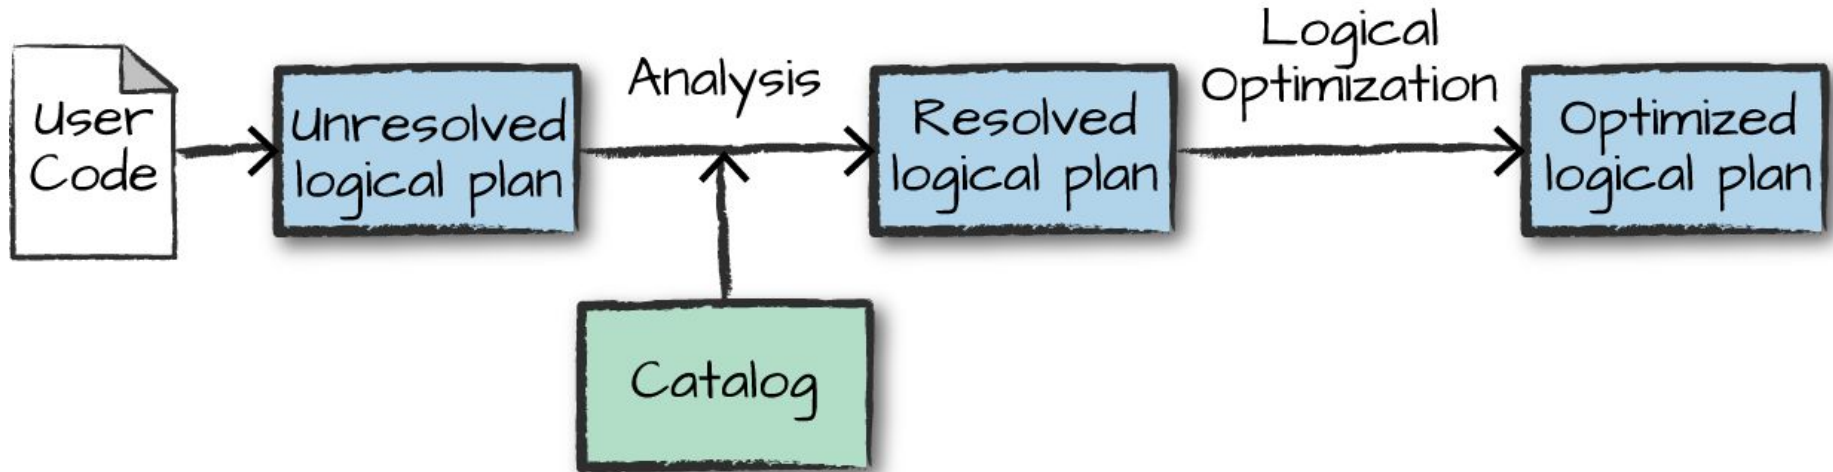 User
Code
Unresolved
logical plan
Analysis
Resolved
logical plan
Logical
Optimization
Optimized
logical plan
Catalog